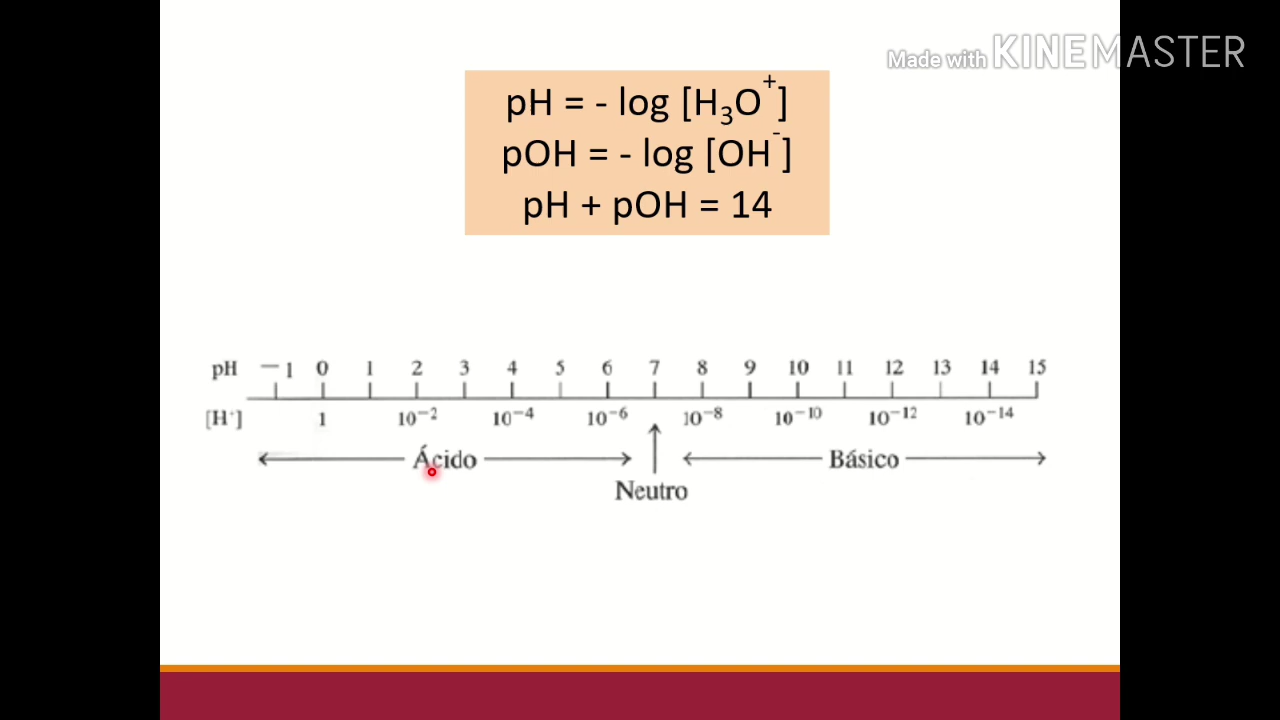 Made with KINEMASTER
pH = - log [H₃O⁺]
pOH = - log [OH⁻]
pH + pOH = 14
pH −1 0 1 2 3 4 5 6 7 8 9 10 11 12 13 14 15
[H⁺] 1 10⁻² 10⁻⁴ 10⁻⁶ 10⁻⁸ 10⁻¹⁰ 10⁻¹² 10⁻¹⁴
Ácido Básico
Neutro